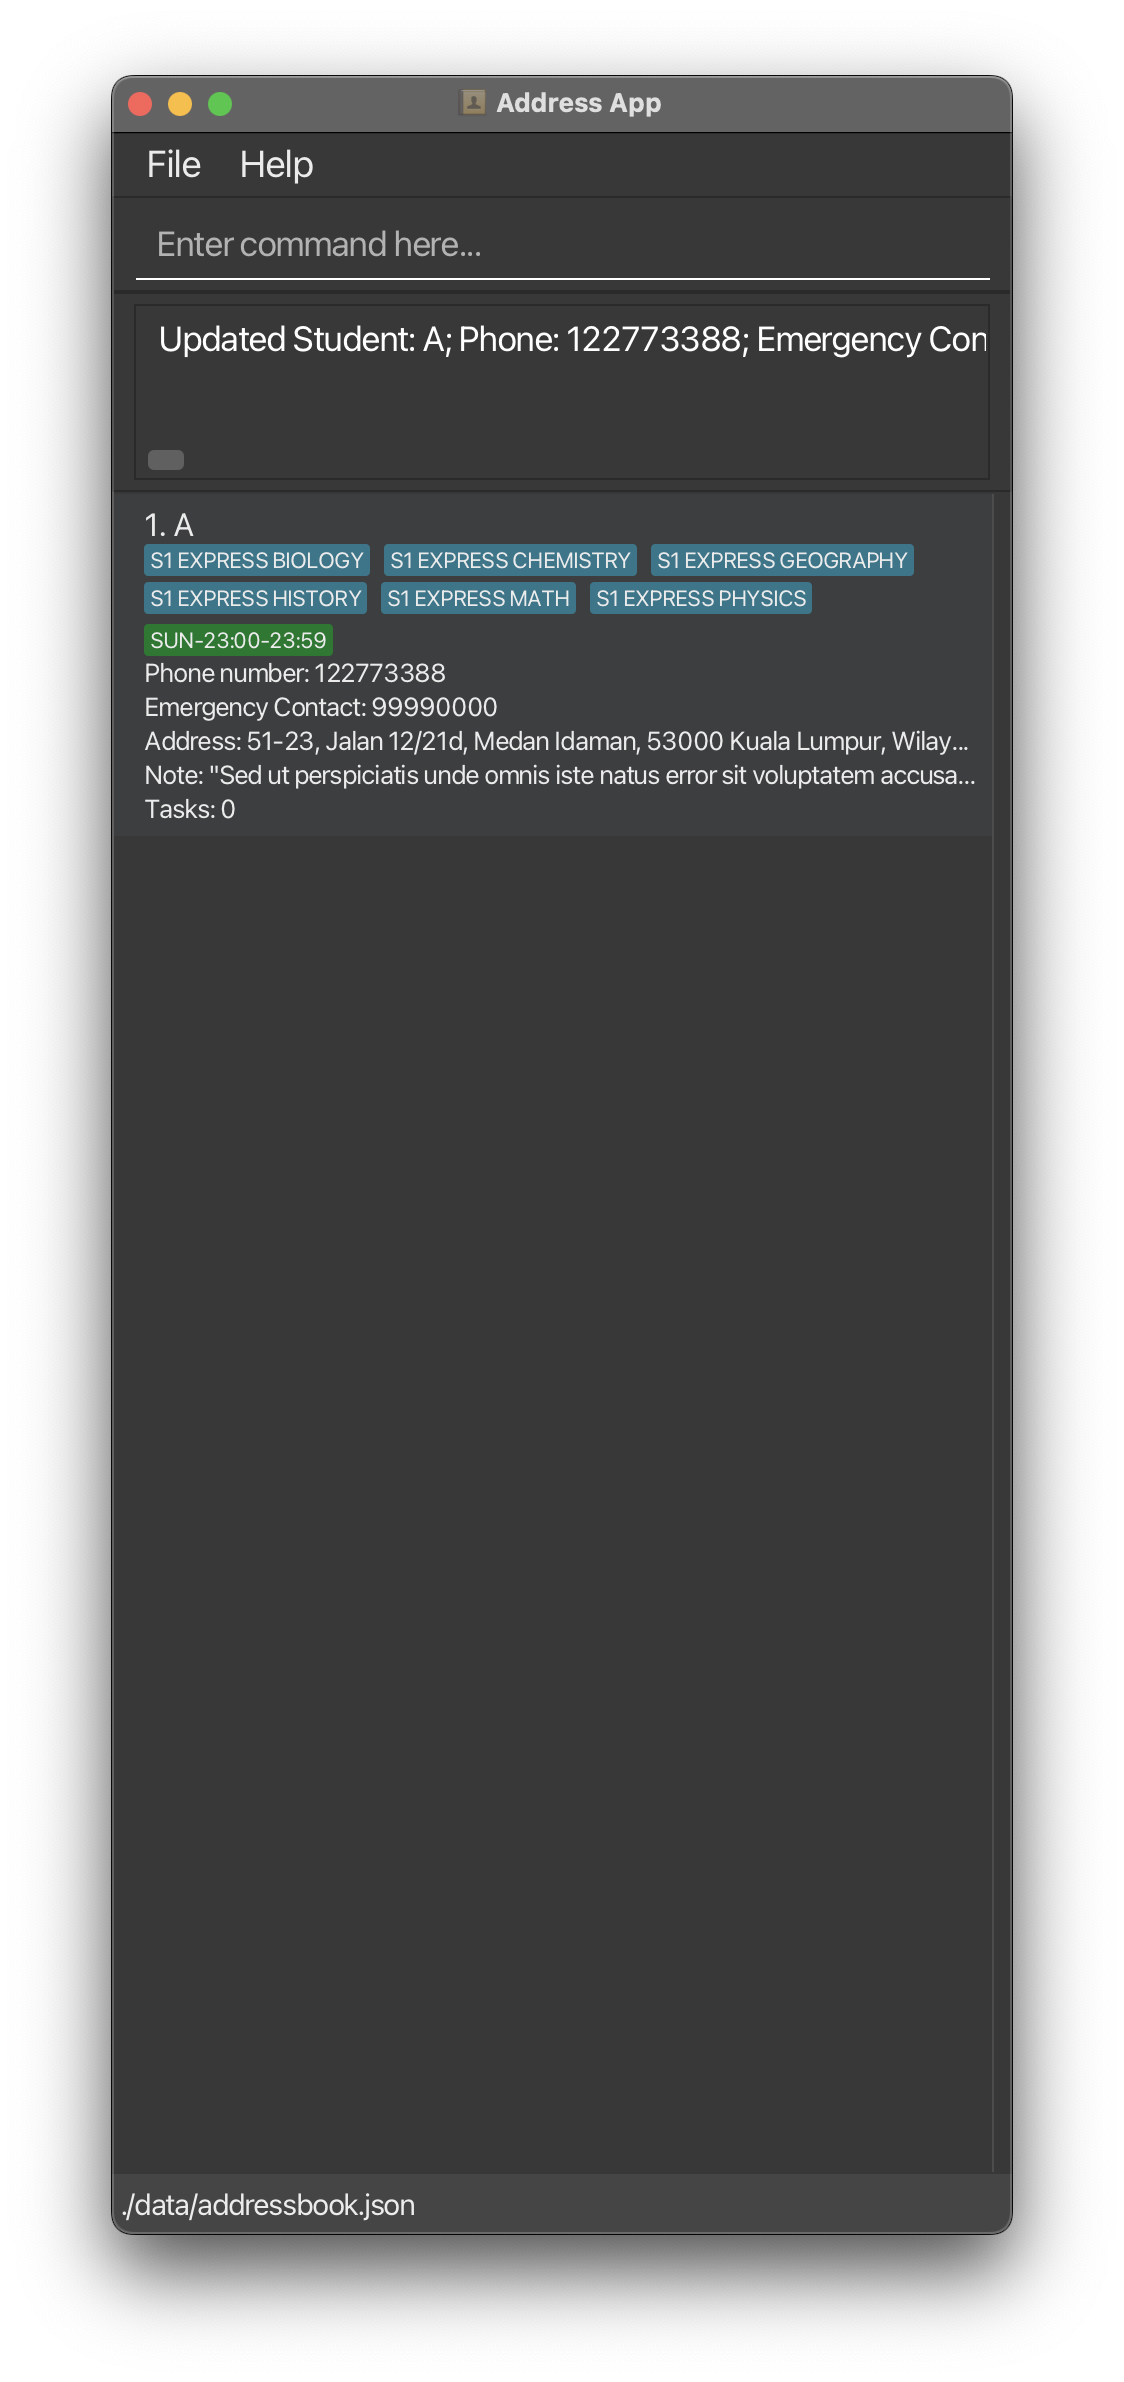 Address App
File Help
Enter command here...
Updated Student: A; Phone: 122773388; Emergency Con
1. A
S1 EXPRESS BIOLOGY S1 EXPRESS CHEMISTRY S1 EXPRESS GEOGRAPHY
S1 EXPRESS HISTORY S1 EXPRESS MATH S1 EXPRESS PHYSICS
SUN-23:00-23:59
Phone number: 122773388
Emergency Contact: 99990000
Address: 51-23, Jalan 12/21d, Medan Idaman, 53000 Kuala Lumpur, Wilay...
Note: "Sed ut perspiciatis unde omnis iste natus error sit voluptatem accusa...
Tasks: 0
./data/addressbook.json